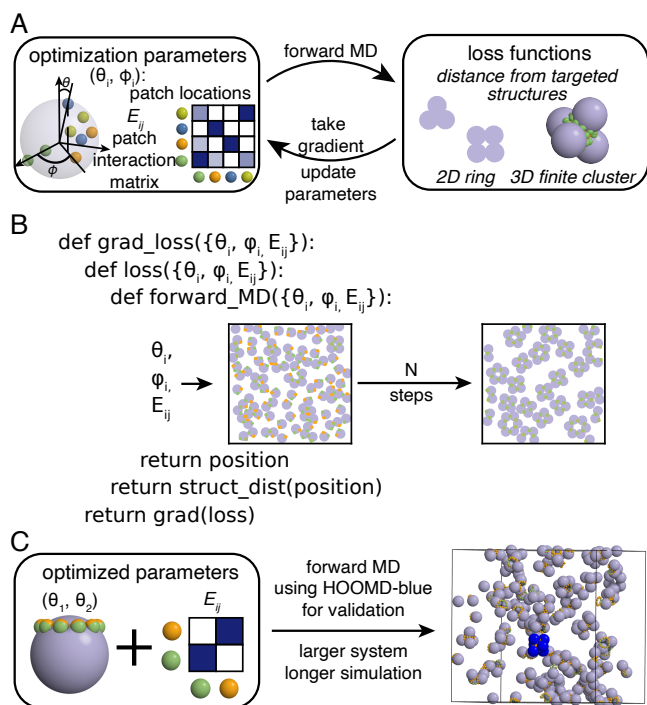 A
optimization parameters
(θᵢ, ϕᵢ):
θ
patch locations
Eᵢⱼ
patch
interaction
matrix
ϕ
forward MD
take
gradient
update
parameters
loss functions
distance from targeted
structures
2D ring
3D finite cluster
B
def grad_loss({θᵢ, φᵢ, Eᵢⱼ}):
def loss({θᵢ, φᵢ, Eᵢⱼ}):
def forward_MD({θᵢ, φᵢ, Eᵢⱼ}):
θᵢ,
φᵢ,
Eᵢⱼ
N
steps
return position
return struct_dist(position)
return grad(loss)
C
optimized parameters
(θ₁, θ₂)
Eᵢⱼ
forward MD
using HOOMD-blue
for validation
larger system
longer simulation